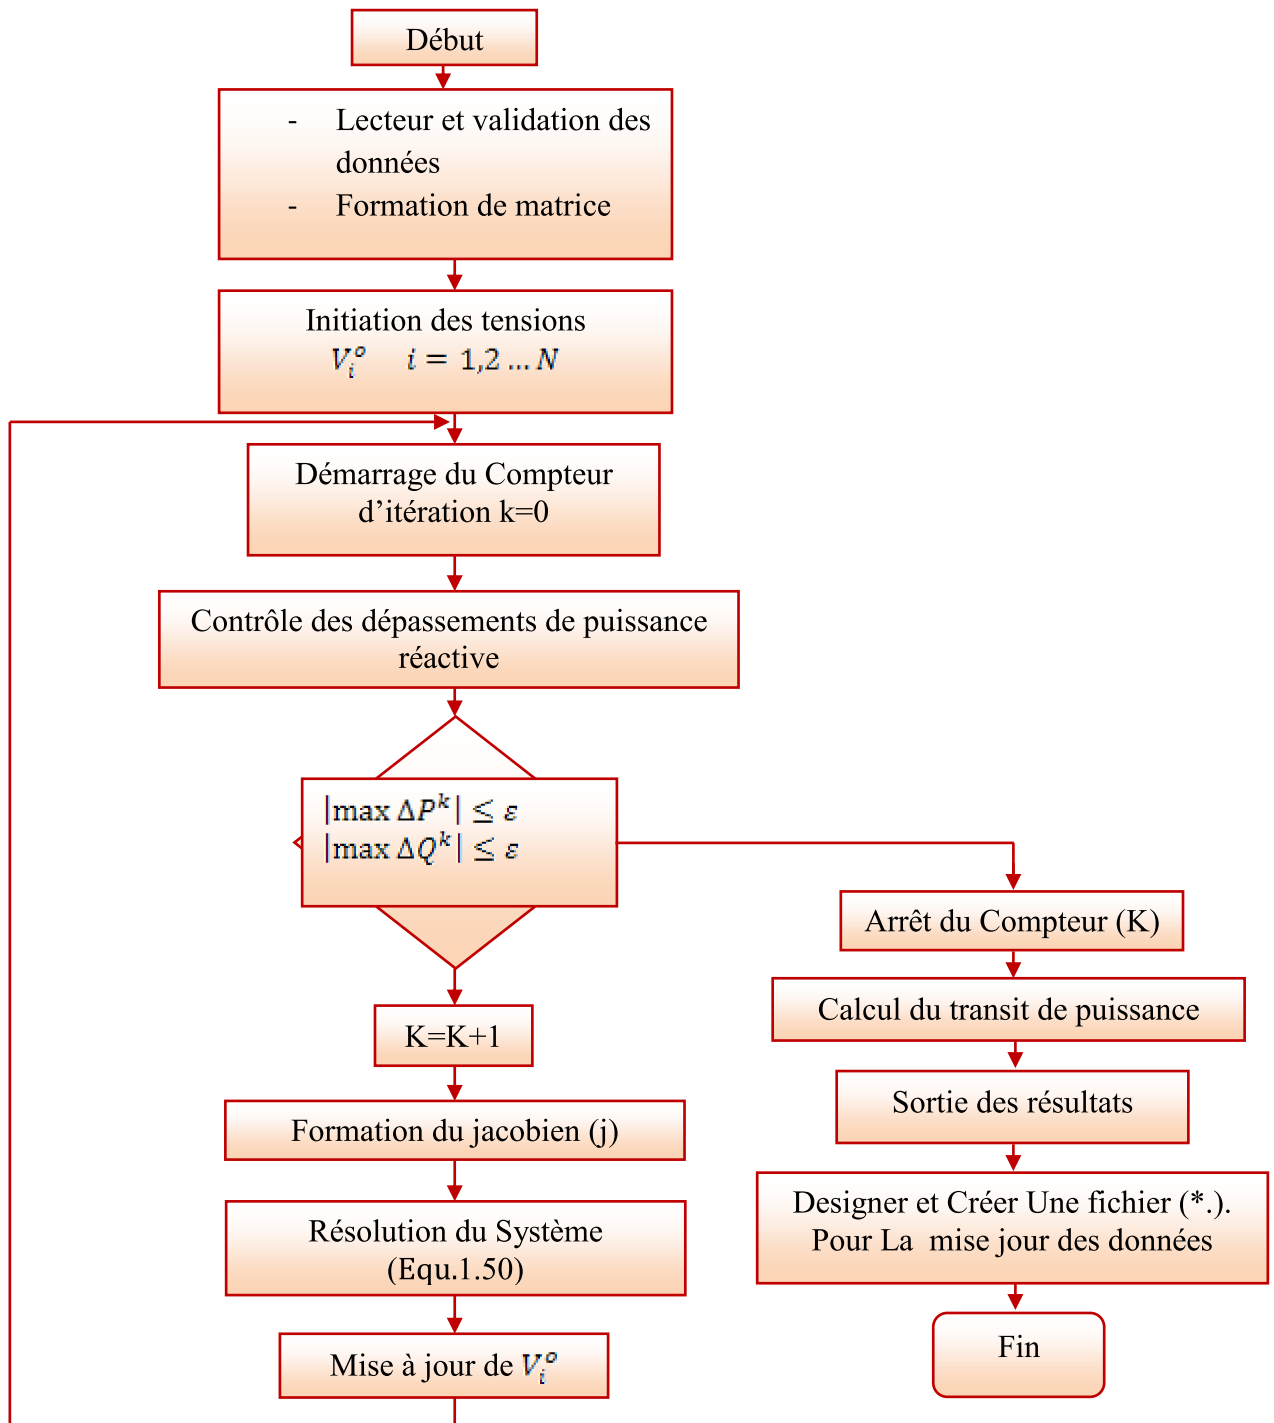 Début
- Lecteur et validation des
données
- Formation de matrice
Initiation des tensions
V_i^o i = 1,2 … N
Démarrage du Compteur
d’itération k=0
Contrôle des dépassements de puissance
réactive
|max ΔP^k| ≤ ε
|max ΔQ^k| ≤ ε
K=K+1
Formation du jacobien (j)
Résolution du Système
(Equ.1.50)
Mise à jour de V_i^o
Arrêt du Compteur (K)
Calcul du transit de puissance
Sortie des résultats
Designer et Créer Une fichier (*.).
Pour La mise jour des données
Fin